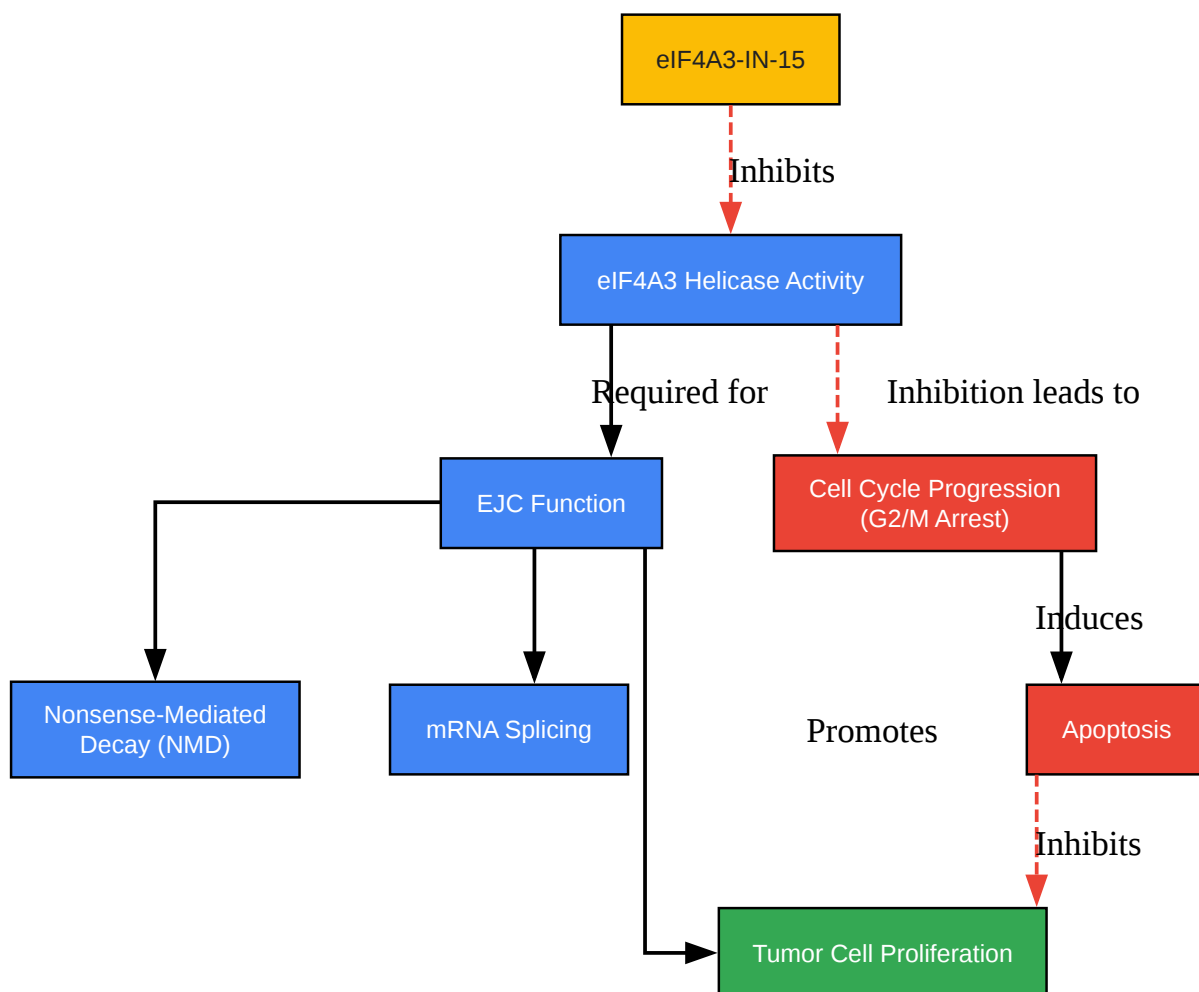 eIF4A3-IN-15
Inhibits
eIF4A3 Helicase Activity
Required for
Inhibition leads to
EJC Function
Cell Cycle Progression
(G2/M Arrest)
Induces
Nonsense-Mediated
Decay (NMD)
mRNA Splicing
Promotes
Apoptosis
Inhibits
Tumor Cell Proliferation